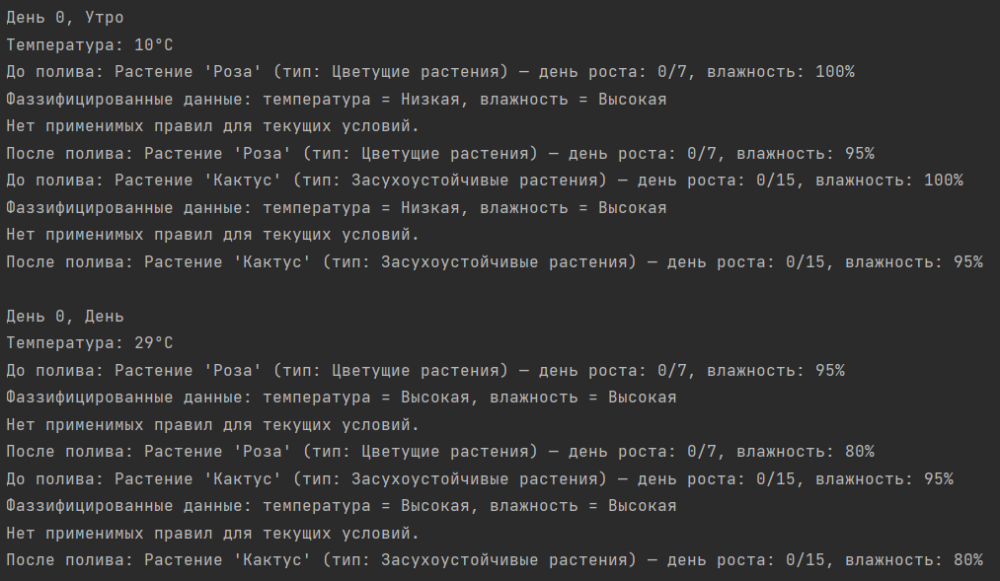 День 0, Утро
Температура: 10°C
До полива: Растение 'Роза' (тип: Цветущие растения) — день роста: 0/7, влажность: 100%
Фаззифицированные данные: температура = Низкая, влажность = Высокая
Нет применимых правил для текущих условий.
После полива: Растение 'Роза' (тип: Цветущие растения) — день роста: 0/7, влажность: 95%
До полива: Растение 'Кактус' (тип: Засухоустойчивые растения) — день роста: 0/15, влажность: 100%
Фаззифицированные данные: температура = Низкая, влажность = Высокая
Нет применимых правил для текущих условий.
После полива: Растение 'Кактус' (тип: Засухоустойчивые растения) — день роста: 0/15, влажность: 95%
День 0, День
Температура: 29°C
До полива: Растение 'Роза' (тип: Цветущие растения) — день роста: 0/7, влажность: 95%
Фаззифицированные данные: температура = Высокая, влажность = Высокая
Нет применимых правил для текущих условий.
После полива: Растение 'Роза' (тип: Цветущие растения) — день роста: 0/7, влажность: 80%
До полива: Растение 'Кактус' (тип: Засухоустойчивые растения) — день роста: 0/15, влажность: 95%
Фаззифицированные данные: температура = Высокая, влажность = Высокая
Нет применимых правил для текущих условий.
После полива: Растение 'Кактус' (тип: Засухоустойчивые растения) — день роста: 0/15, влажность: 80%